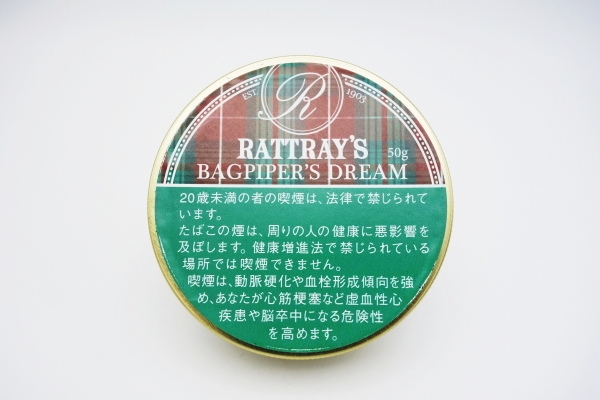 R
EST. 1903
RATTRAY'S 50g
BAGPIPER'S DREAM
20歳未満の者の喫煙は、法律で禁じられて
います。
たばこの煙は、周りの人の健康に悪影響を
及ぼします。健康増進法で禁じられている
場所では喫煙できません。
喫煙は、動脈硬化や血栓形成傾向を強
め、あなたが心筋梗塞など虚血性心
疾患や脳卒中になる危険性
を高めます。